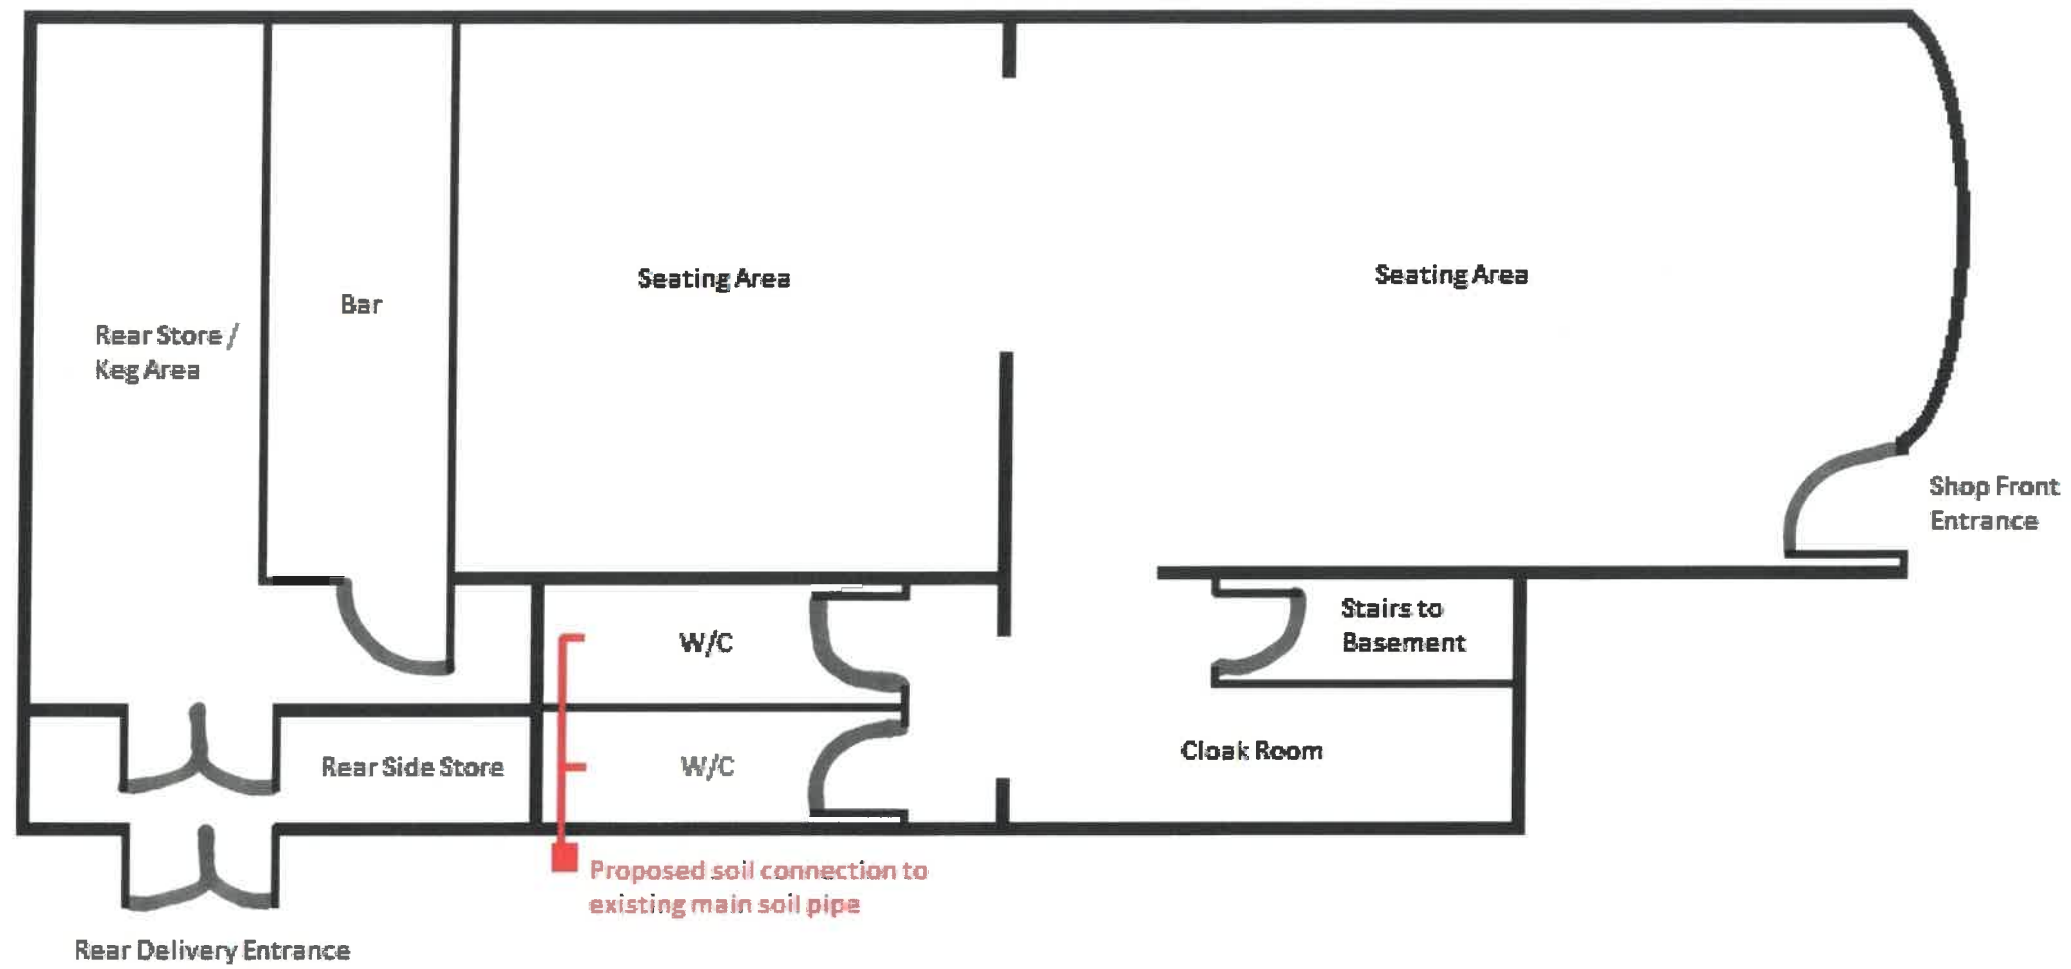 Seating Area
Seating Area
Bar
Rear Store /
Keg Area
Shop Front
Entrance
Stairs to
Basement
W/C
Cloak Room
Rear Side Store
W/C
Proposed soil connection to
existing main soil pipe
Rear Delivery Entrance